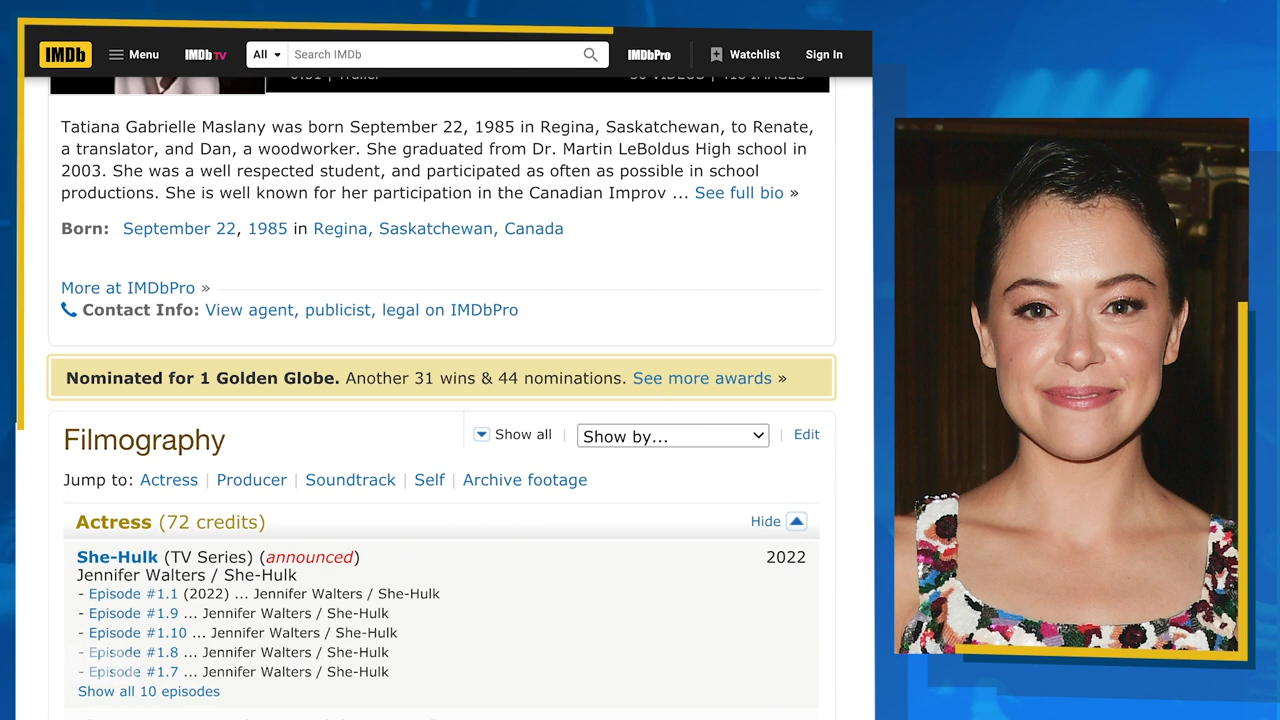 IMDb Menu IMDb TV All Search IMDb IMDbPro Watchlist Sign In
Tatiana Gabrielle Maslany was born September 22, 1985 in Regina, Saskatchewan, to Renate,
a translator, and Dan, a woodworker. She graduated from Dr. Martin LeBoldus High school in
2003. She was a well respected student, and participated as often as possible in school
productions. She is well known for her participation in the Canadian Improv ... See full bio »
Born: September 22, 1985 in Regina, Saskatchewan, Canada
More at IMDbPro »
Contact Info: View agent, publicist, legal on IMDbPro
Nominated for 1 Golden Globe. Another 31 wins & 44 nominations. See more awards »
Filmography Show all | Show by... | Edit
Jump to: Actress | Producer | Soundtrack | Self | Archive footage
Actress (72 credits) Hide
She-Hulk (TV Series) (announced) 2022
Jennifer Walters / She-Hulk
- Episode #1.1 (2022) ... Jennifer Walters / She-Hulk
- Episode #1.9 ... Jennifer Walters / She-Hulk
- Episode #1.10 ... Jennifer Walters / She-Hulk
- Episode #1.8 ... Jennifer Walters / She-Hulk
- Episode #1.7 ... Jennifer Walters / She-Hulk
Show all 10 episodes